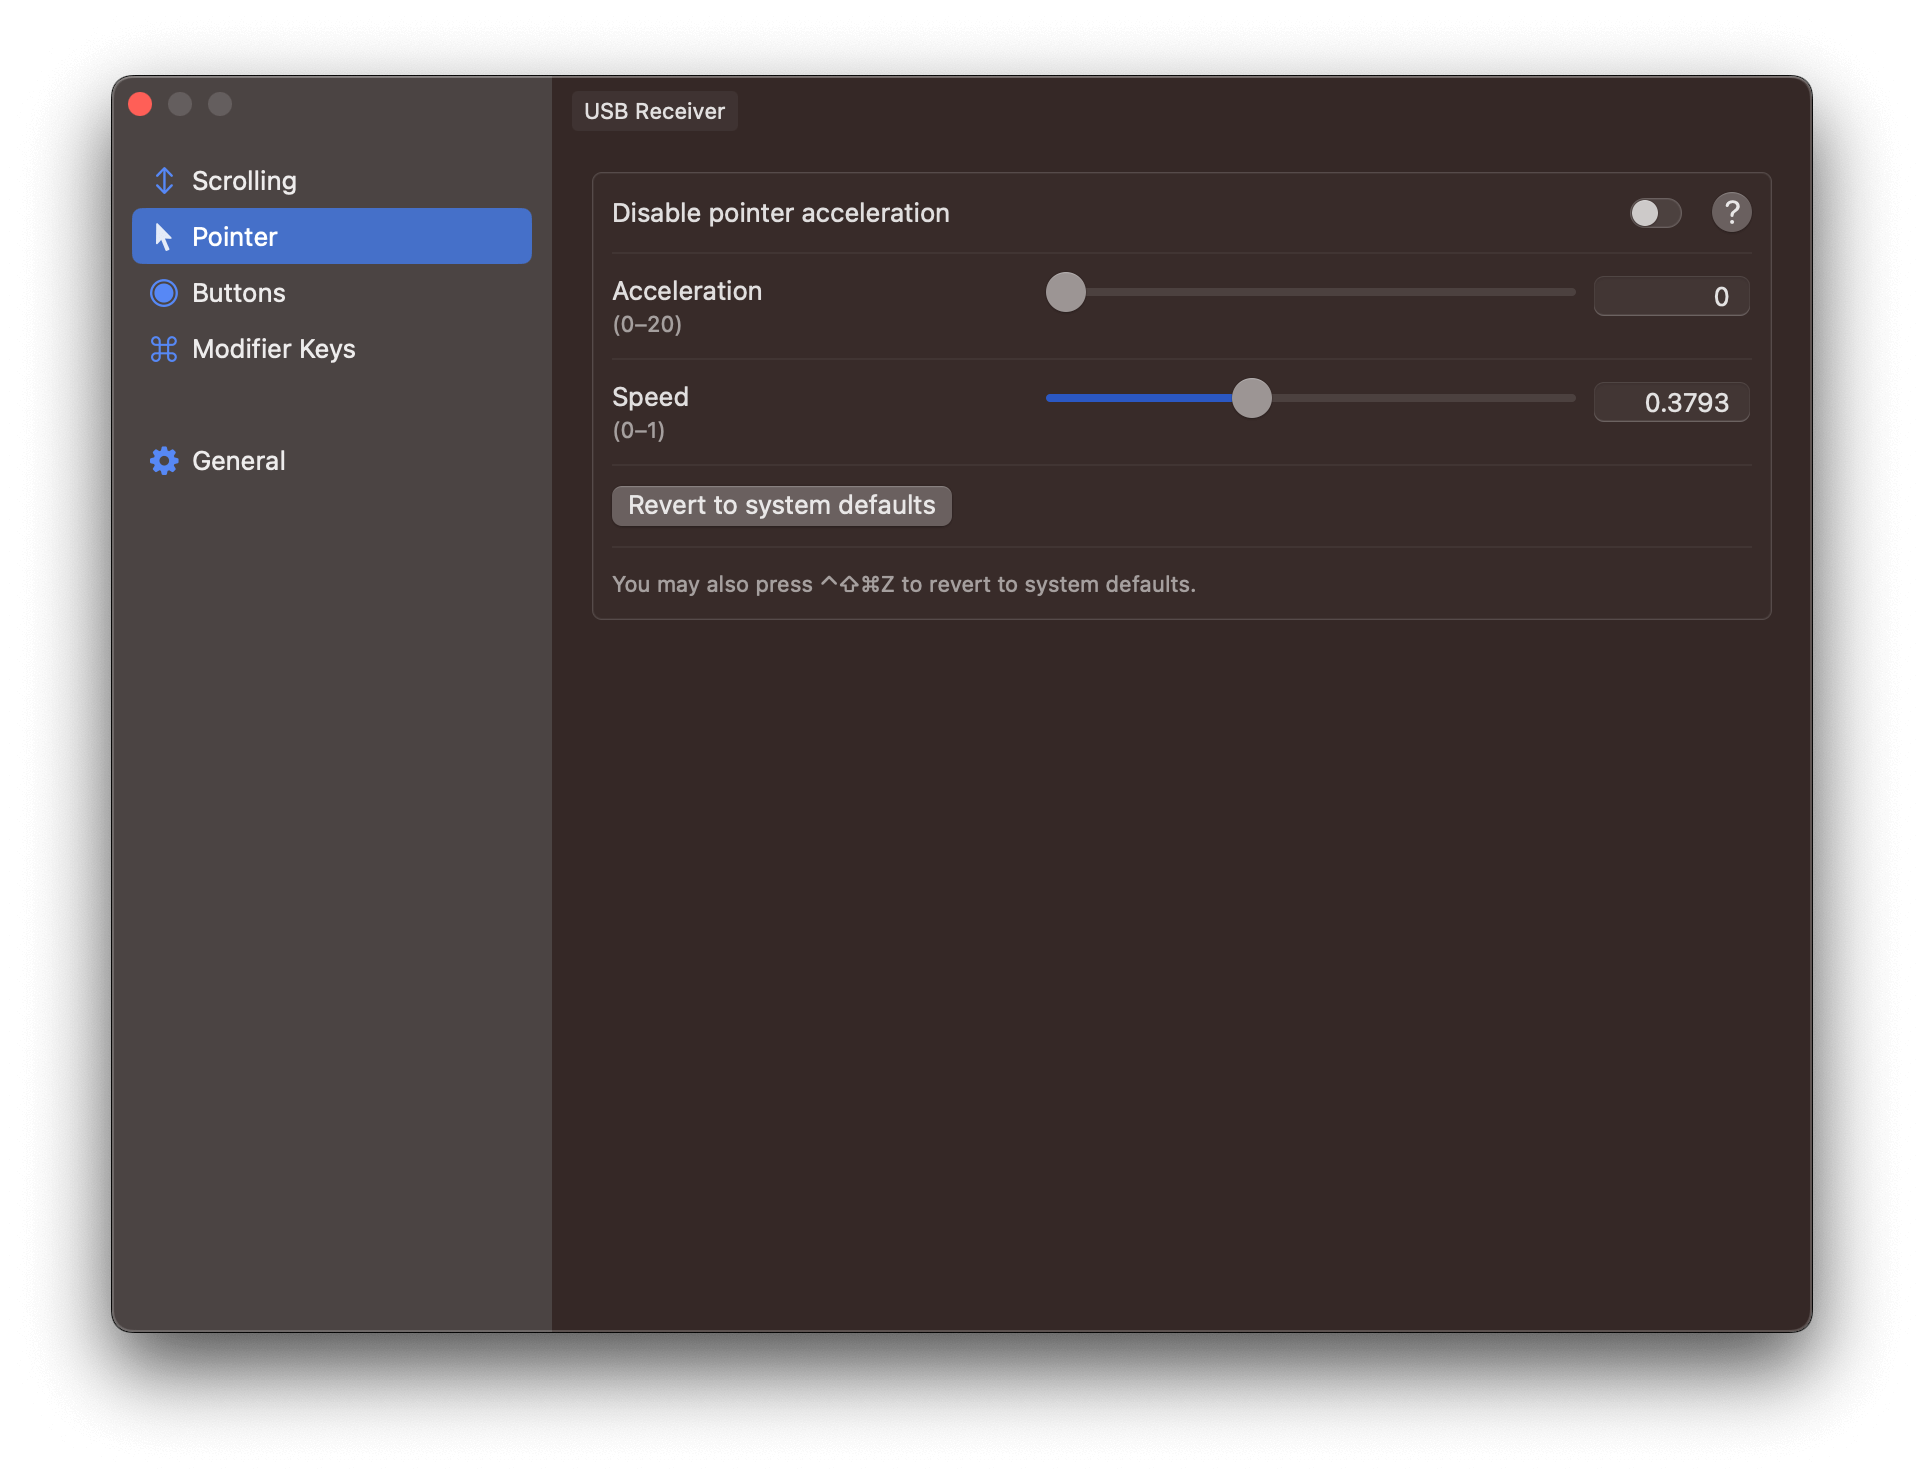 USB Receiver
Scrolling
Pointer
Buttons
Modifier Keys
General
Disable pointer acceleration
?
Acceleration
(0–20)
0
Speed
(0–1)
0.3793
Revert to system defaults
You may also press ^⇧⌘Z to revert to system defaults.